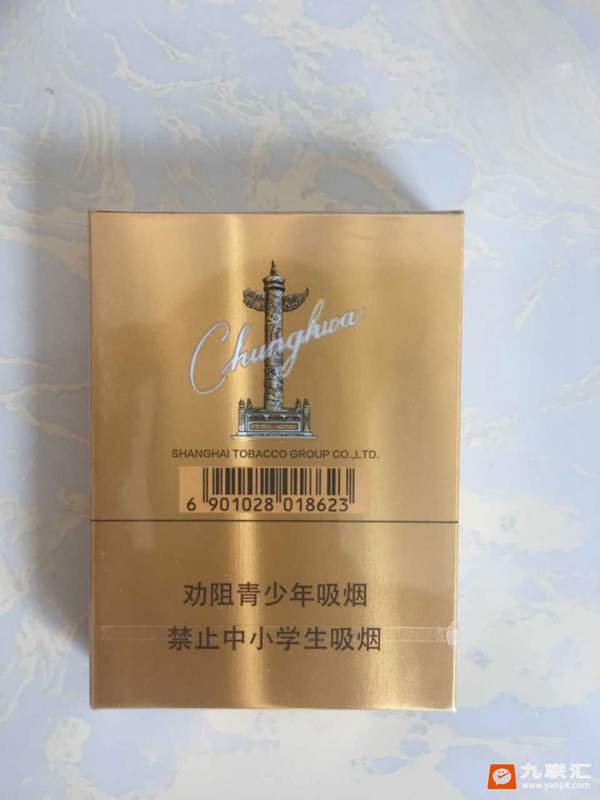 Chunghwa
SHANGHAI TOBACCO GROUP CO.,LTD.
6 901028 018623
劝阻青少年吸烟
禁止中小学生吸烟
九联汇
www.yanpk.com